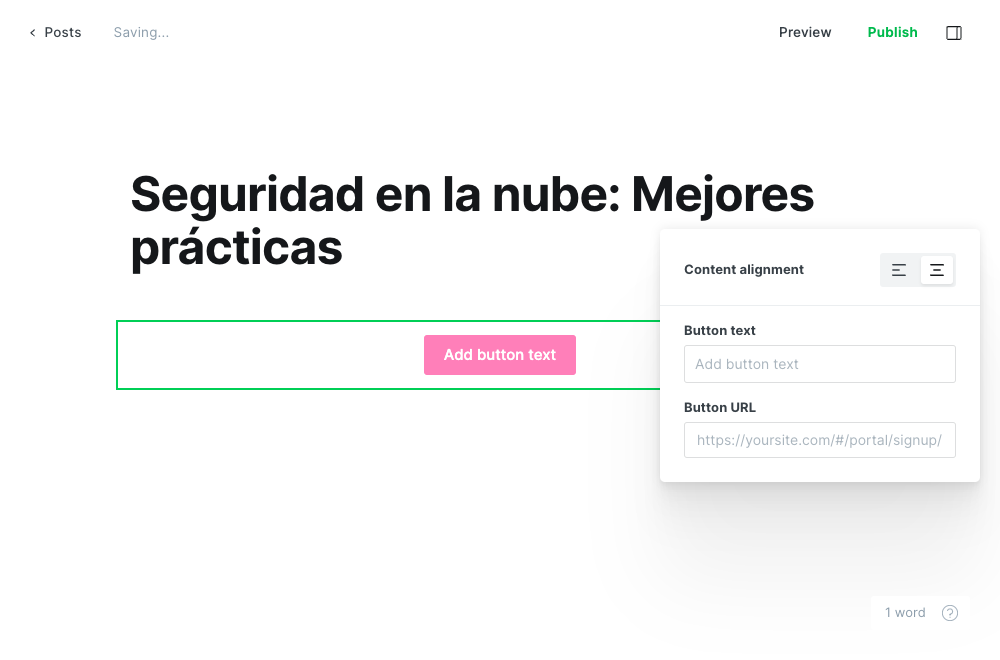 Posts
Saving...
Preview
Publish
Seguridad en la nube: Mejores
prácticas
Content alignment
Add button text
Button text
Add button text
Button URL
https://yoursite.com/#/portal/signup/
1 word